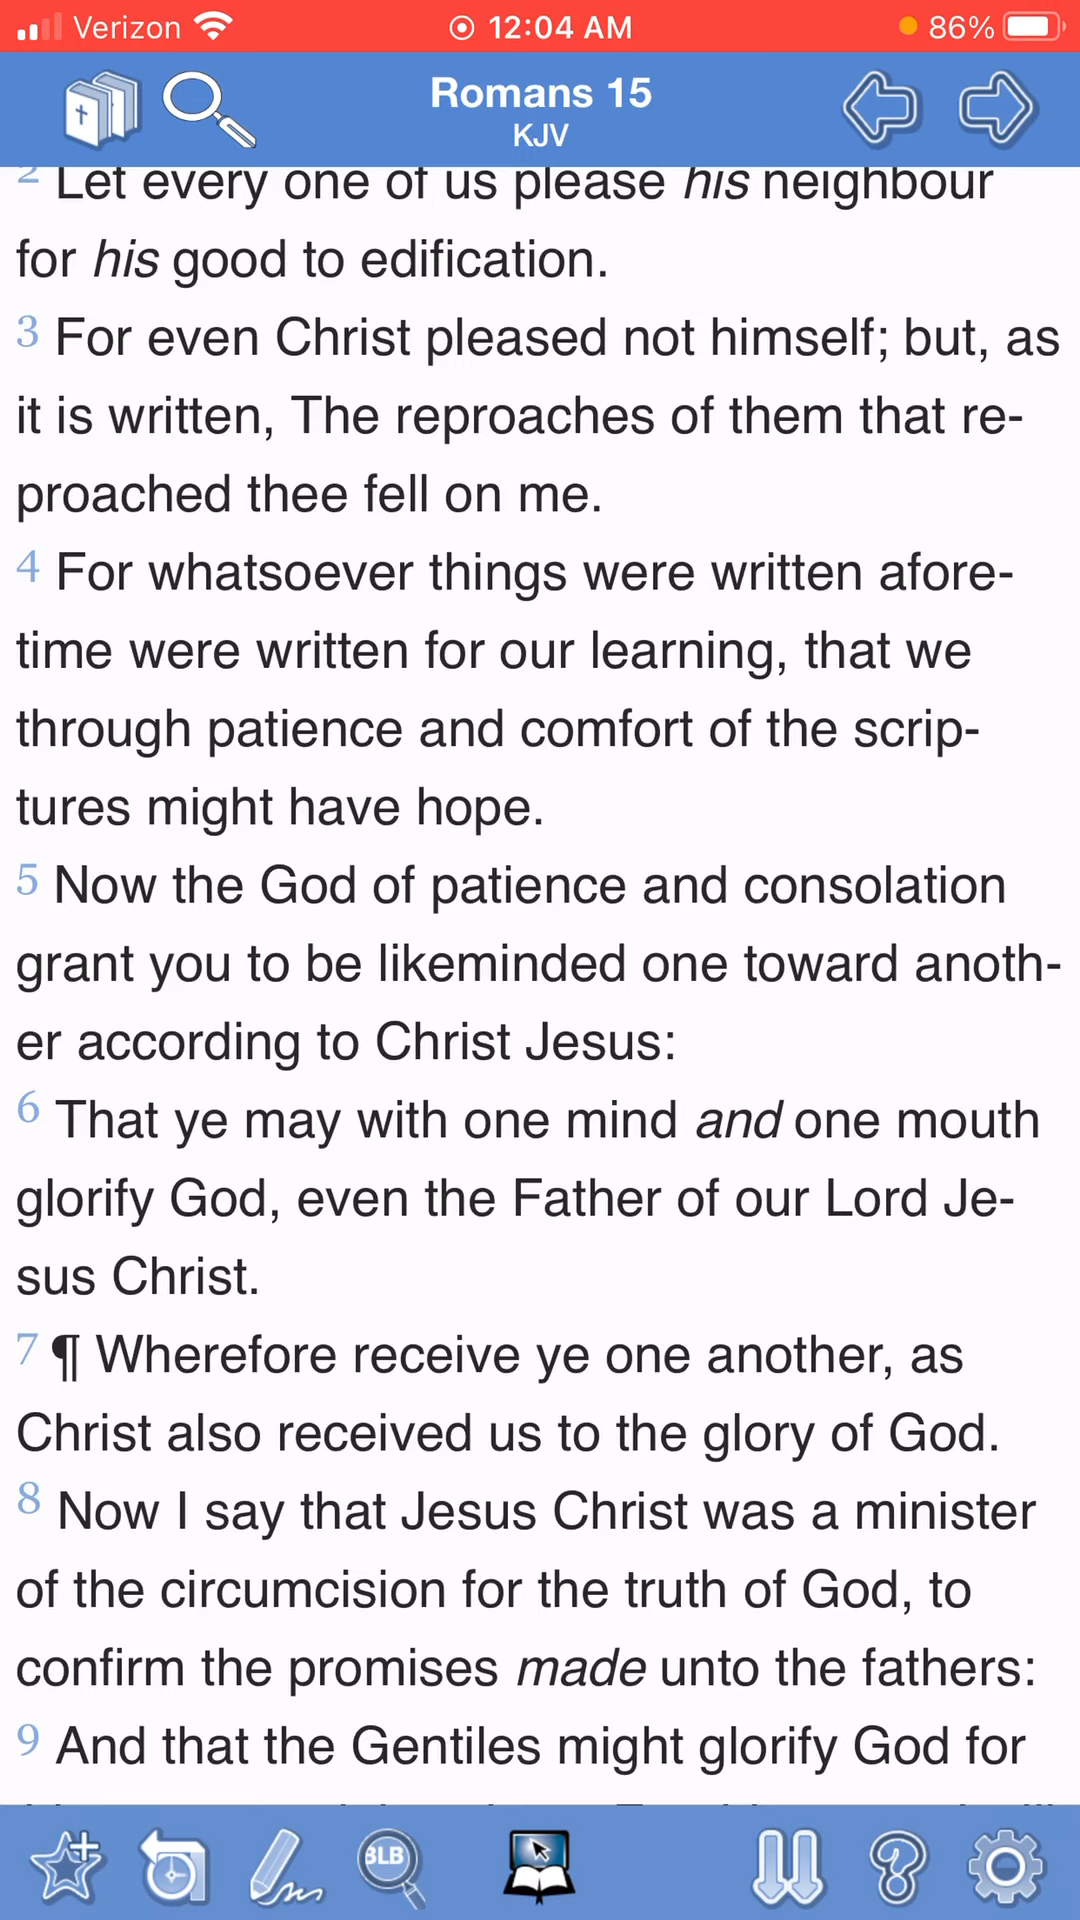 Verizon 12:04 AM 86%
Romans 15
KJV
2 Let every one of us please his neighbour
for his good to edification.
3 For even Christ pleased not himself; but, as
it is written, The reproaches of them that re-
proached thee fell on me.
4 For whatsoever things were written afore-
time were written for our learning, that we
through patience and comfort of the scrip-
tures might have hope.
5 Now the God of patience and consolation
grant you to be likeminded one toward anoth-
er according to Christ Jesus:
6 That ye may with one mind and one mouth
glorify God, even the Father of our Lord Je-
sus Christ.
7 ¶ Wherefore receive ye one another, as
Christ also received us to the glory of God.
8 Now I say that Jesus Christ was a minister
of the circumcision for the truth of God, to
confirm the promises made unto the fathers:
9 And that the Gentiles might glorify God for
BLB